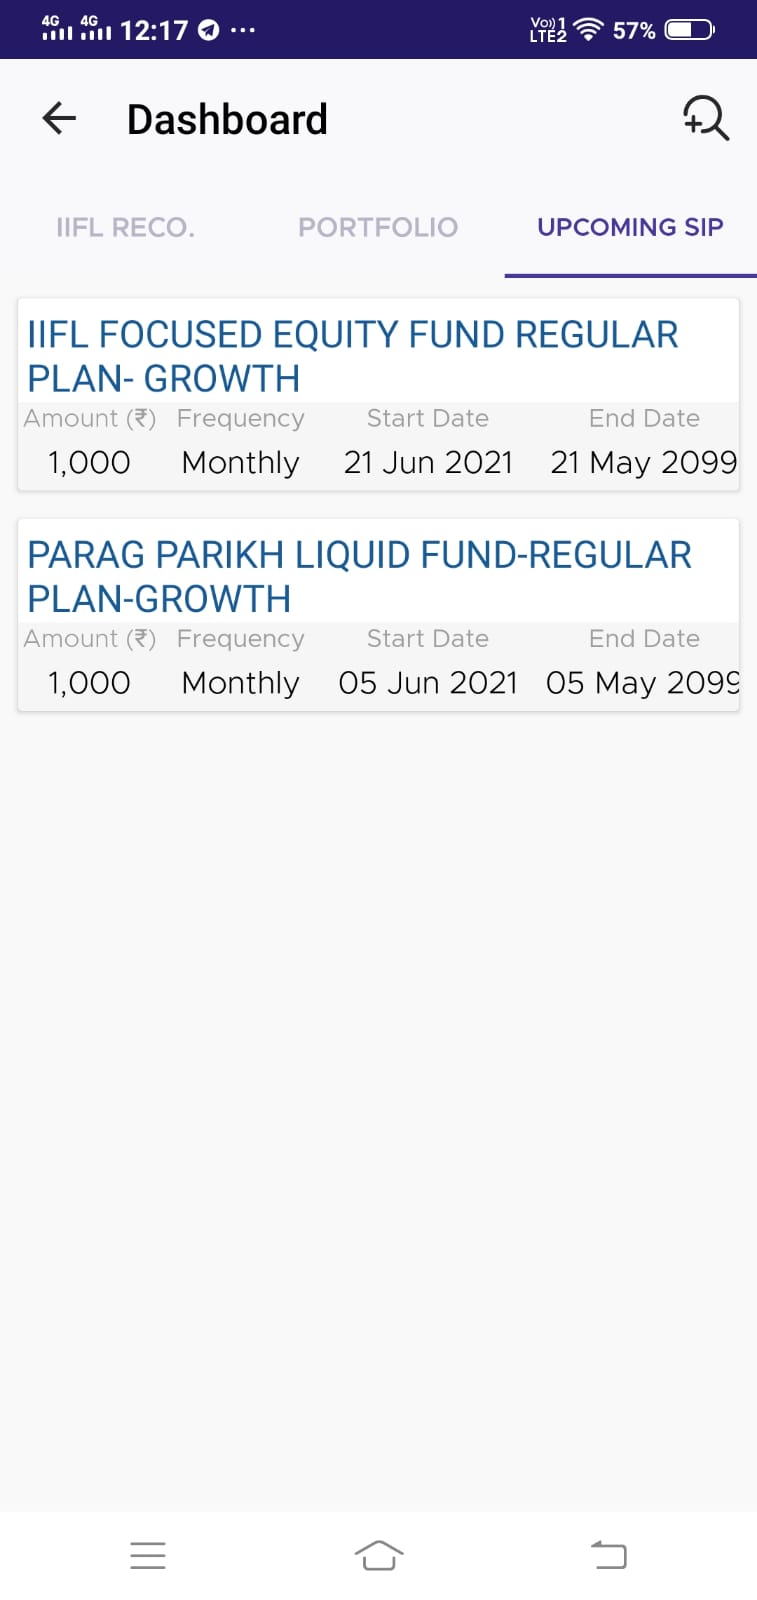 4G 4G 12:17 ... Vo)) 1 LTE2 57%
Dashboard
IIFL RECO. PORTFOLIO UPCOMING SIP
IIFL FOCUSED EQUITY FUND REGULAR
PLAN- GROWTH
Amount (₹) Frequency Start Date End Date
1,000 Monthly 21 Jun 2021 21 May 2099
PARAG PARIKH LIQUID FUND-REGULAR
PLAN-GROWTH
Amount (₹) Frequency Start Date End Date
1,000 Monthly 05 Jun 2021 05 May 2099